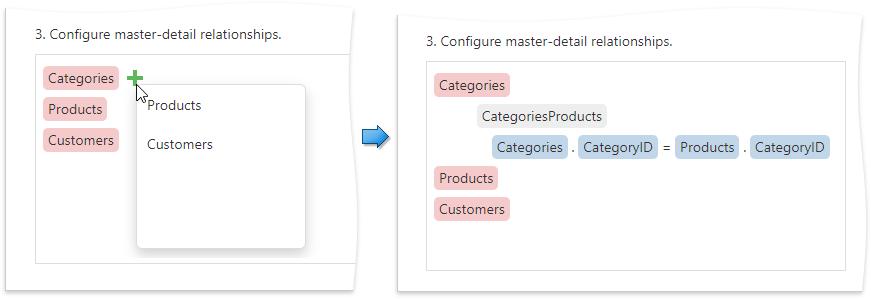 3. Configure master-detail relationships.
Categories
Products
Customers
Products
Customers
3. Configure master-detail relationships.
Categories
CategoriesProducts
Categories . CategoryID = Products . CategoryID
Products
Customers